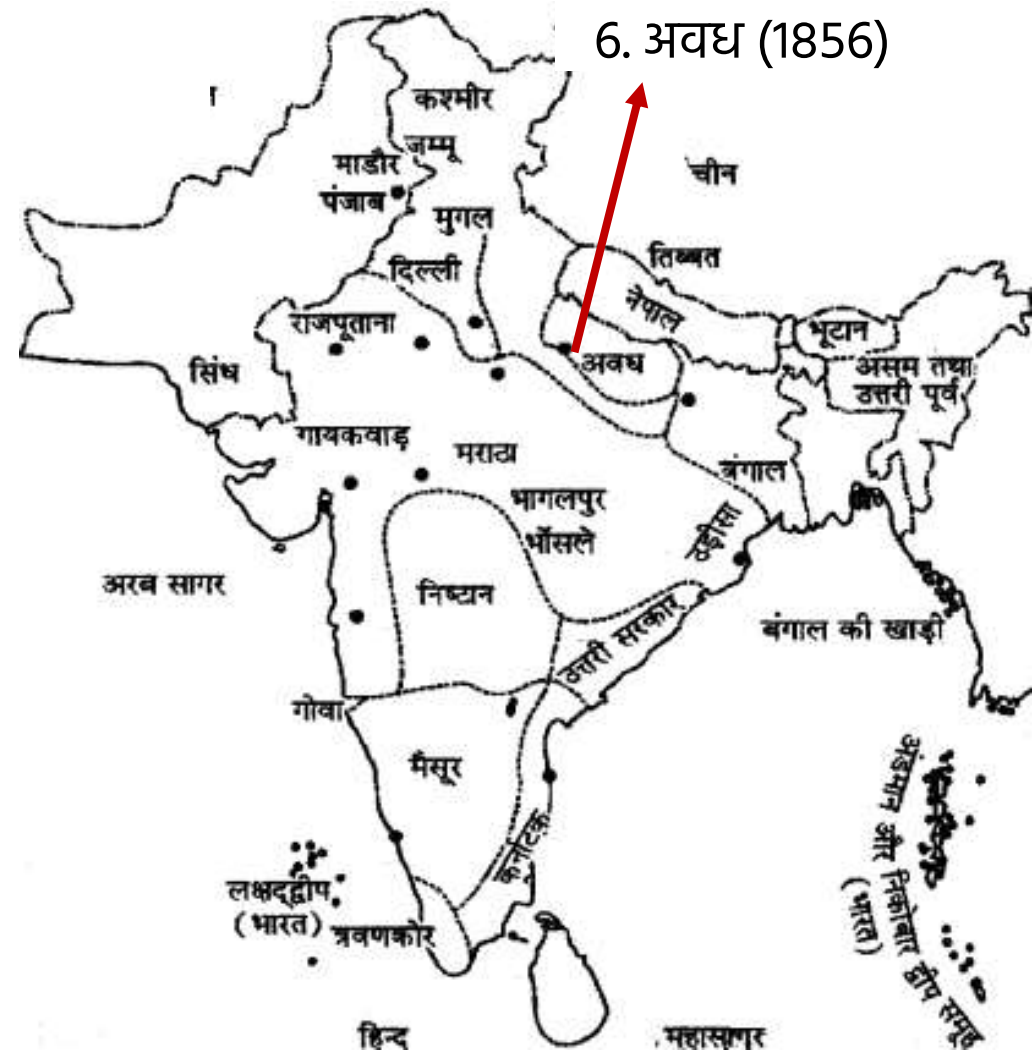 6. अवध (1856)
कश्मीर
जम्मू
माडौर
पंजाब
चीन
मुगल
तिब्बत
दिल्ली
नेपाल
राजपूताना
भूटान
अवध
असम तथा
उत्तरी पूर्व
सिंध
गायकवाड़
मराठा
बंगाल
भागलपुर
भोंसले
उड़ीसा
अरब सागर
निष्टान
उत्तरी सरकार
बंगाल की खाड़ी
गोवा
मैसूर
कर्नाटक
अंडमान और निकोबार द्वीप समूह
(भारत)
लक्षद्द्वीप
(भारत)
त्रवणकोर
हिन्द
महासागर